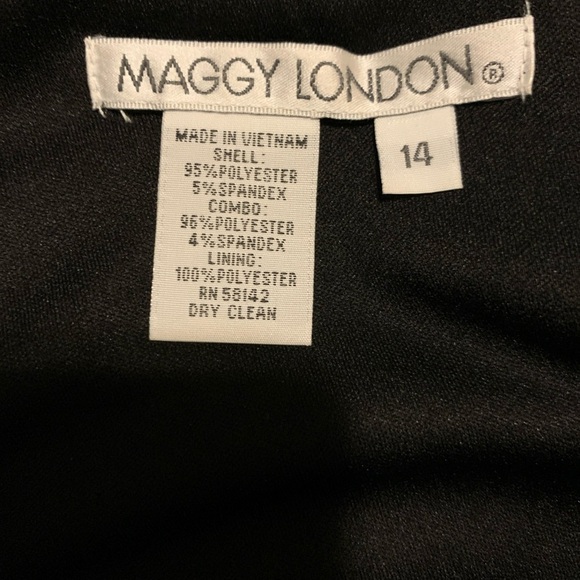 MAGGY LONDON ®
14
MADE IN VIETNAM
SHELL:
95%POLYESTER
5%SPANDEX
COMBO:
96%POLYESTER
4%SPANDEX
LINING:
100%POLYESTER
RN 58142
DRY CLEAN